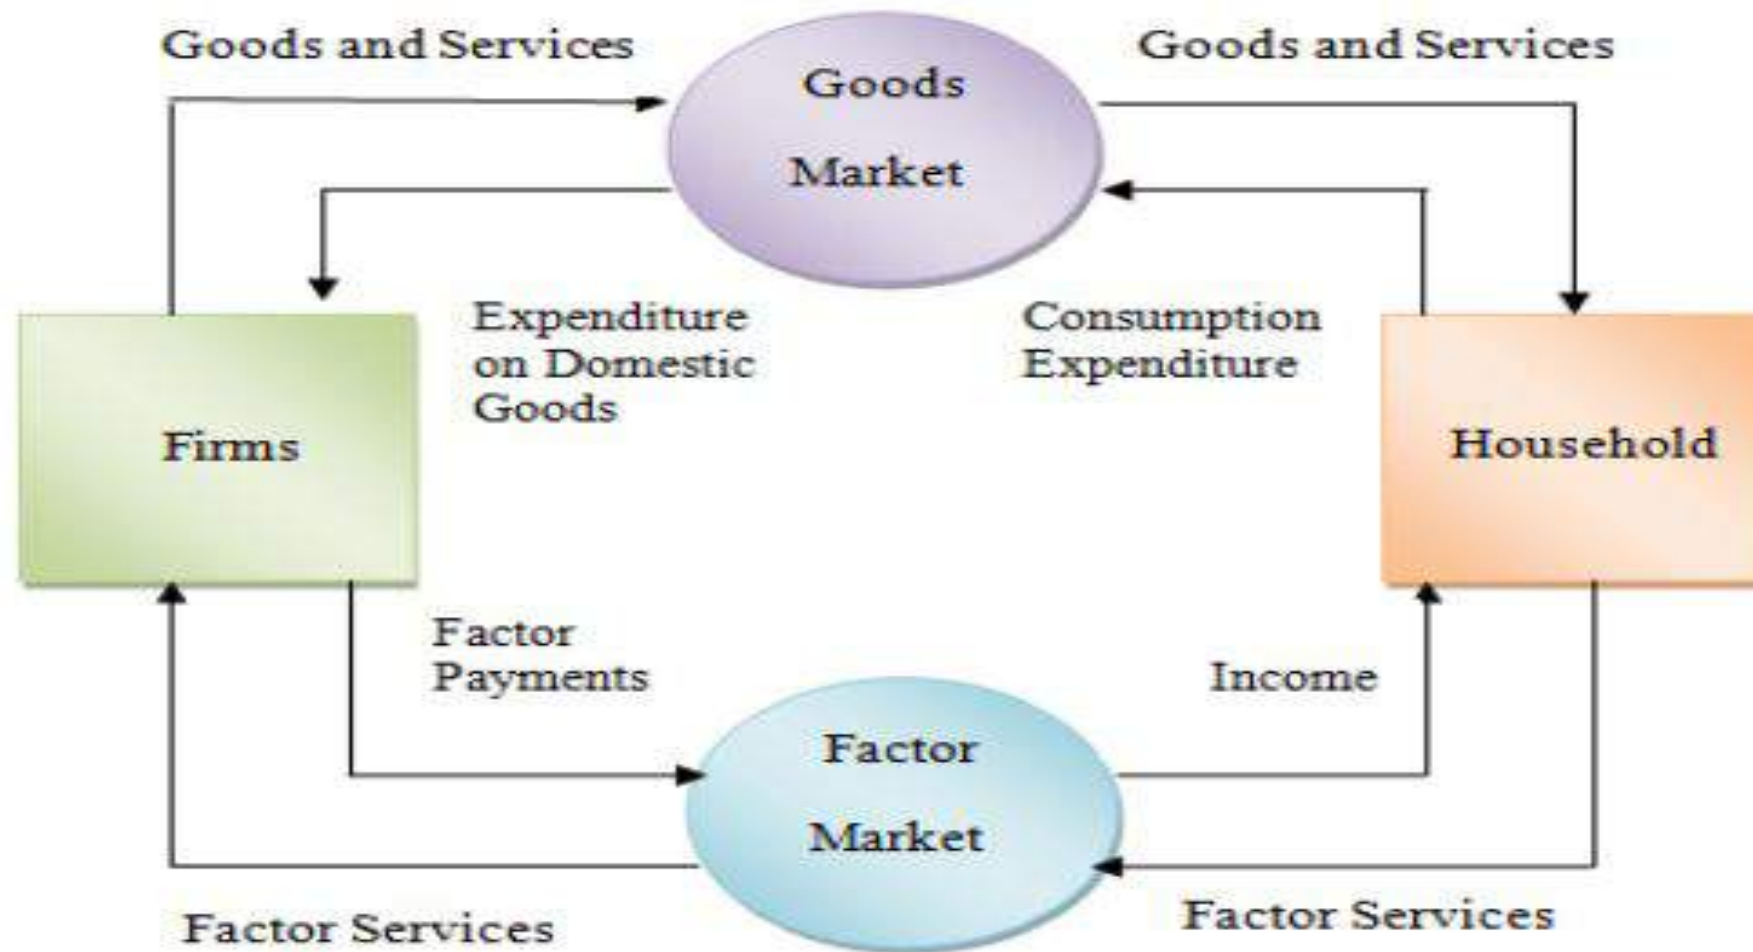 Goods and Services
Goods and Services
Goods
Market
Expenditure
on Domestic
Goods
Consumption
Expenditure
Firms
Household
Factor
Payments
Income
Factor
Market
Factor Services
Factor Services